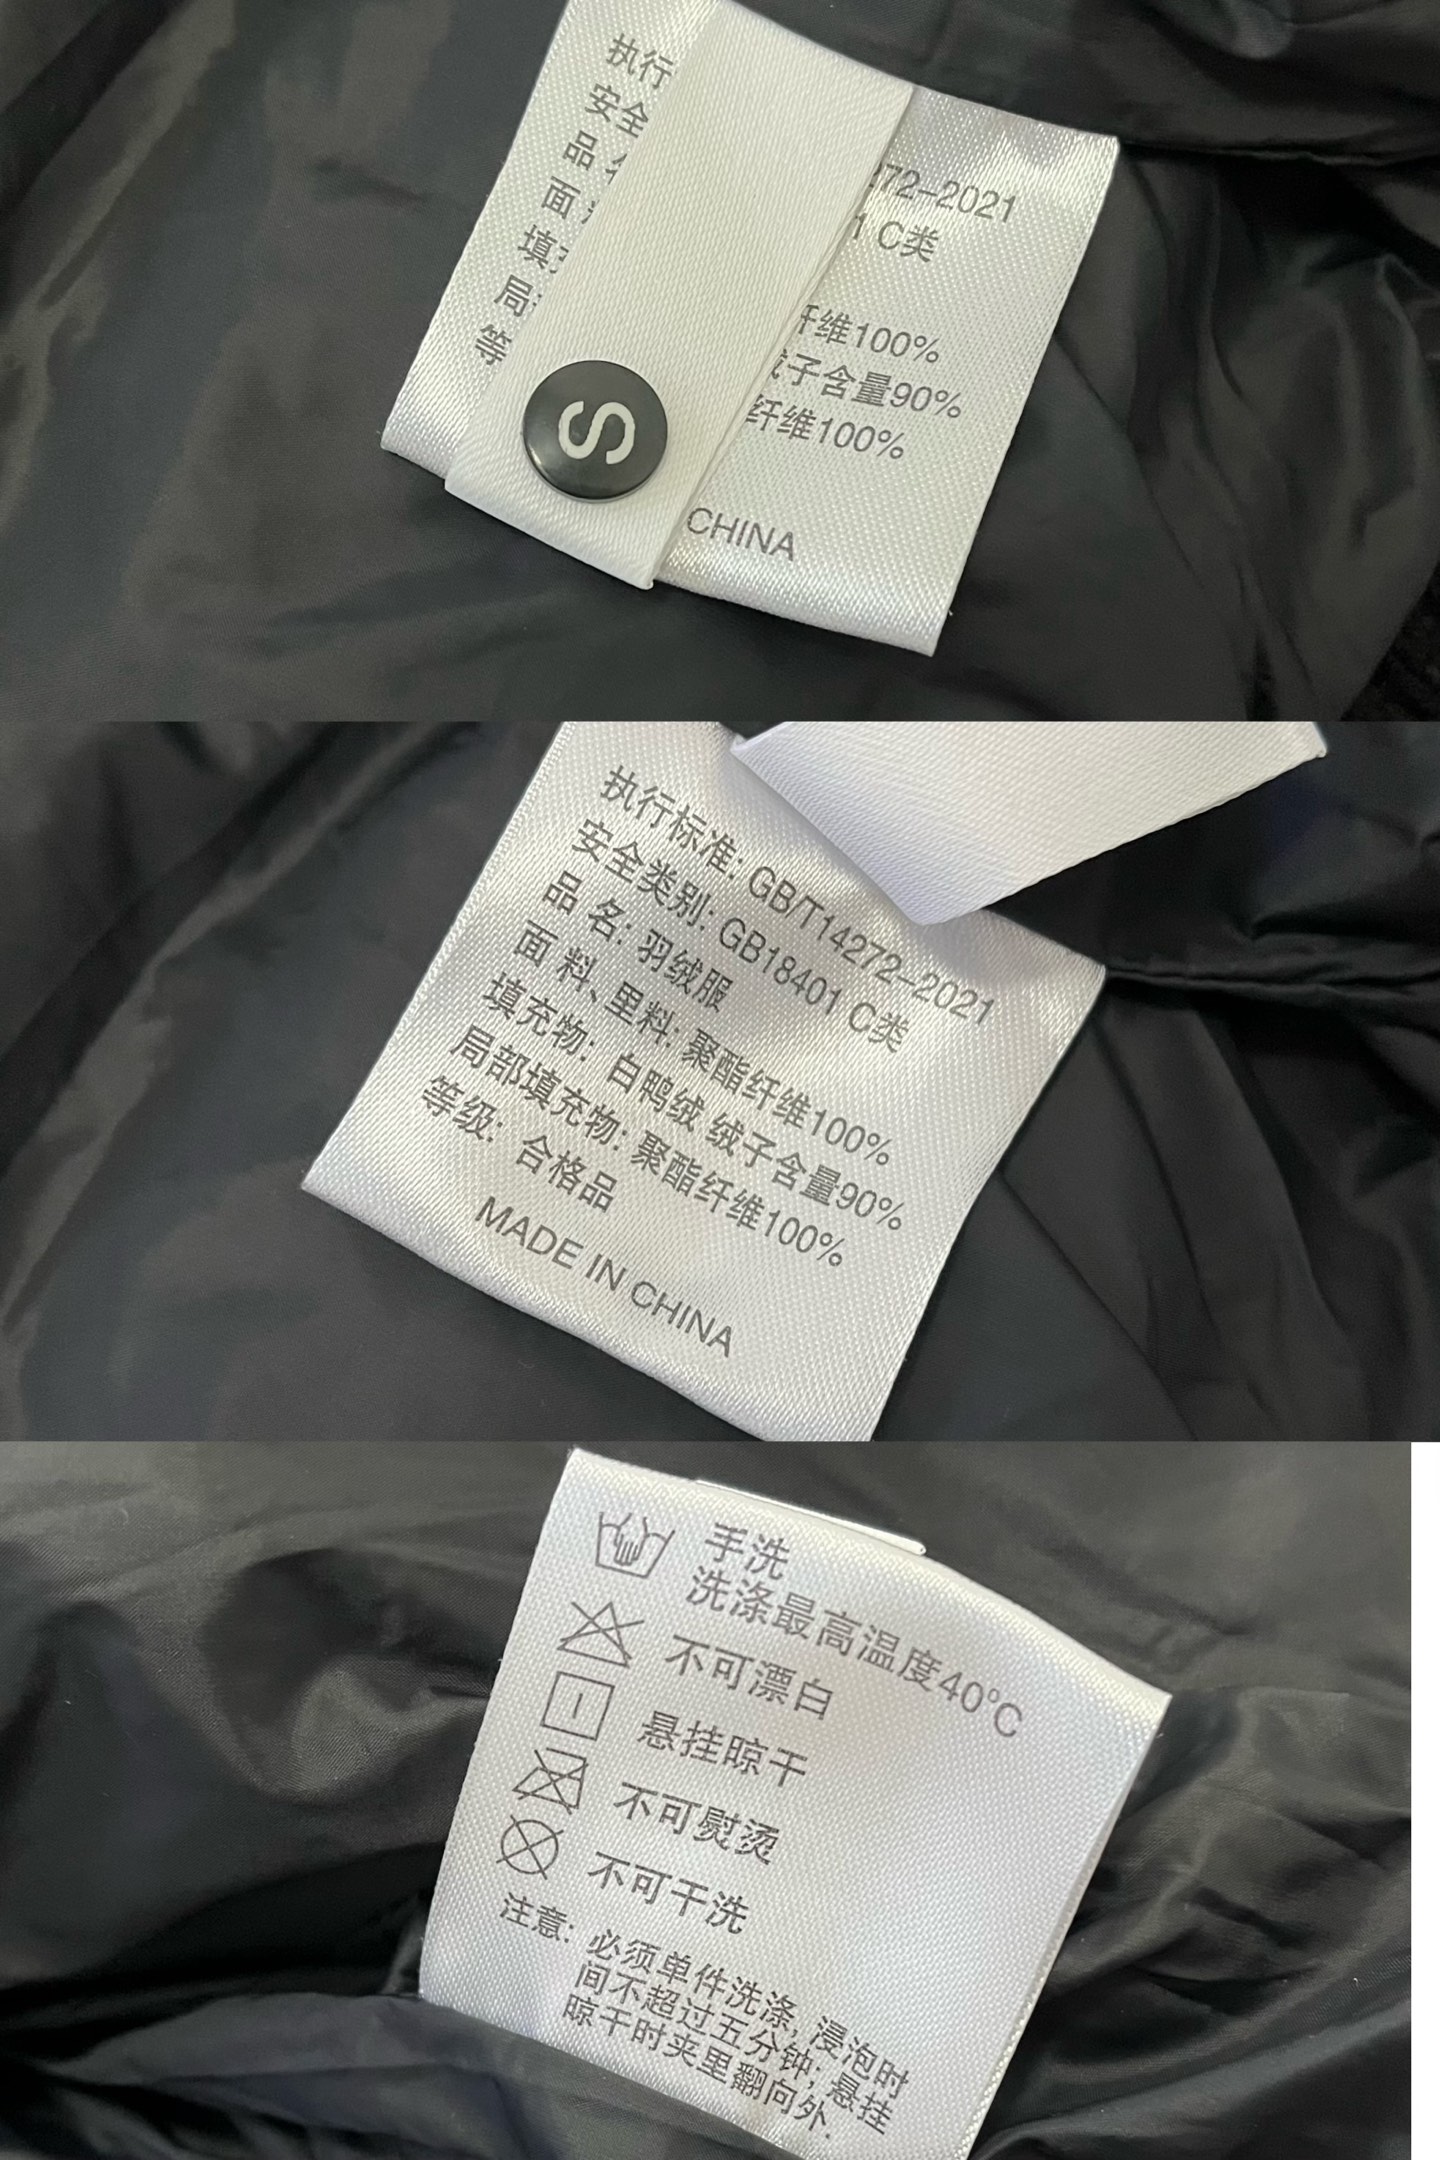 执行
安全
品
面
填充
局
等
272-2021
1 C类
纤维100%
绒子含量90%
纤维100%
CHINA
S
执行标准: GB/T14272-2021
安全类别: GB18401 C类
品 名: 羽绒服
面 料、里料: 聚酯纤维100%
填充物: 白鸭绒 绒子含量90%
局部填充物: 聚酯纤维100%
等级: 合格品
MADE IN CHINA
手洗
洗涤最高温度40°C
不可漂白
悬挂晾干
不可熨烫
不可干洗
注意: 必须单件洗涤, 浸泡时
间不超过五分钟; 悬挂
晾干时夹里翻向外.